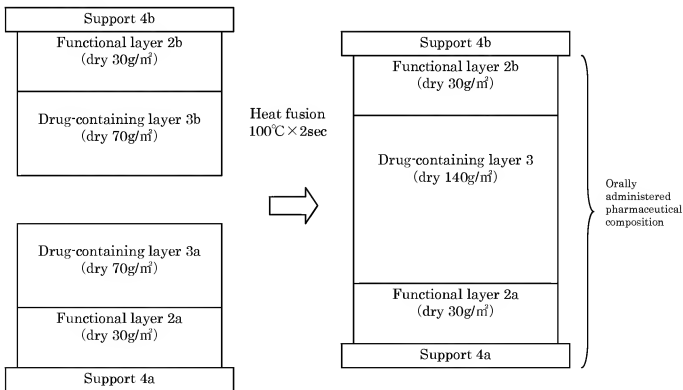 Support 4b
Functional layer 2b
(dry 30g/㎡)
Drug-containing layer 3b
(dry 70g/㎡)
Drug-containing layer 3a
(dry 70g/㎡)
Functional layer 2a
(dry 30g/㎡)
Support 4a
Heat fusion
100℃×2sec
Support 4b
Functional layer 2b
(dry 30g/㎡)
Drug-containing layer 3
(dry 140g/㎡)
Functional layer 2a
(dry 30g/㎡)
Support 4a
Orally
administered
pharmaceutical
composition